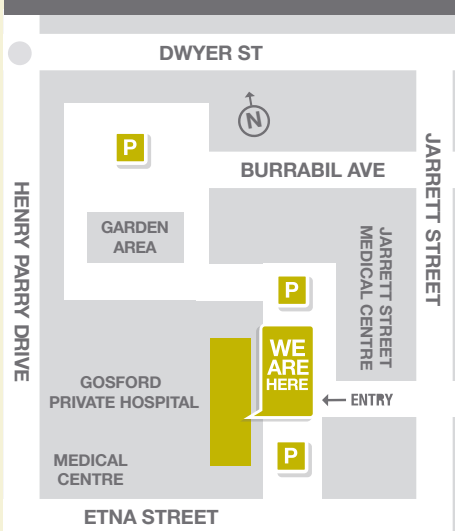 DWYER ST
N
P
BURRABIL AVE
JARRETT STREET
HENRY PARRY DRIVE
GARDEN
AREA
JARRETT STREET
MEDICAL CENTRE
P
WE
ARE
HERE
GOSFORD
PRIVATE HOSPITAL
ENTRY
MEDICAL
CENTRE
P
ETNA STREET